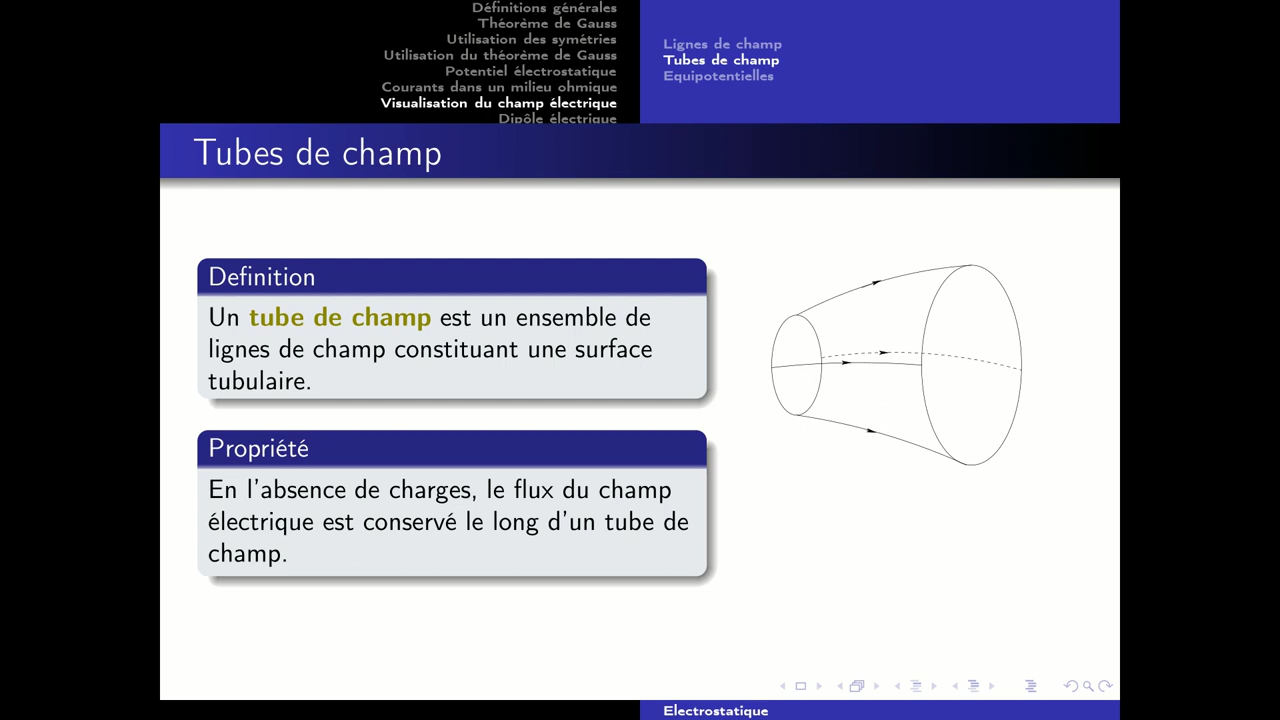 Définitions générales
Théorème de Gauss
Utilisation des symétries
Utilisation du théorème de Gauss
Potentiel électrostatique
Courants dans un milieu ohmique
Visualisation du champ électrique
Dipôle électrique
Lignes de champ
Tubes de champ
Equipotentielles
Tubes de champ
Definition
Un tube de champ est un ensemble de
lignes de champ constituant une surface
tubulaire.
Propriété
En l'absence de charges, le flux du champ
électrique est conservé le long d'un tube de
champ.
Electrostatique